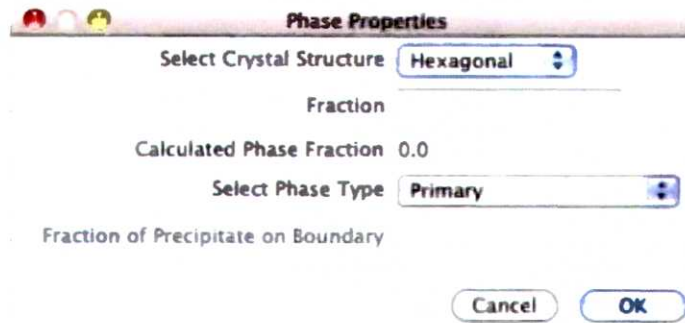 Phase Properties
Select Crystal Structure Hexagonal
Fraction
Calculated Phase Fraction 0.0
Select Phase Type Primary
Fraction of Precipitate on Boundary
Cancel OK